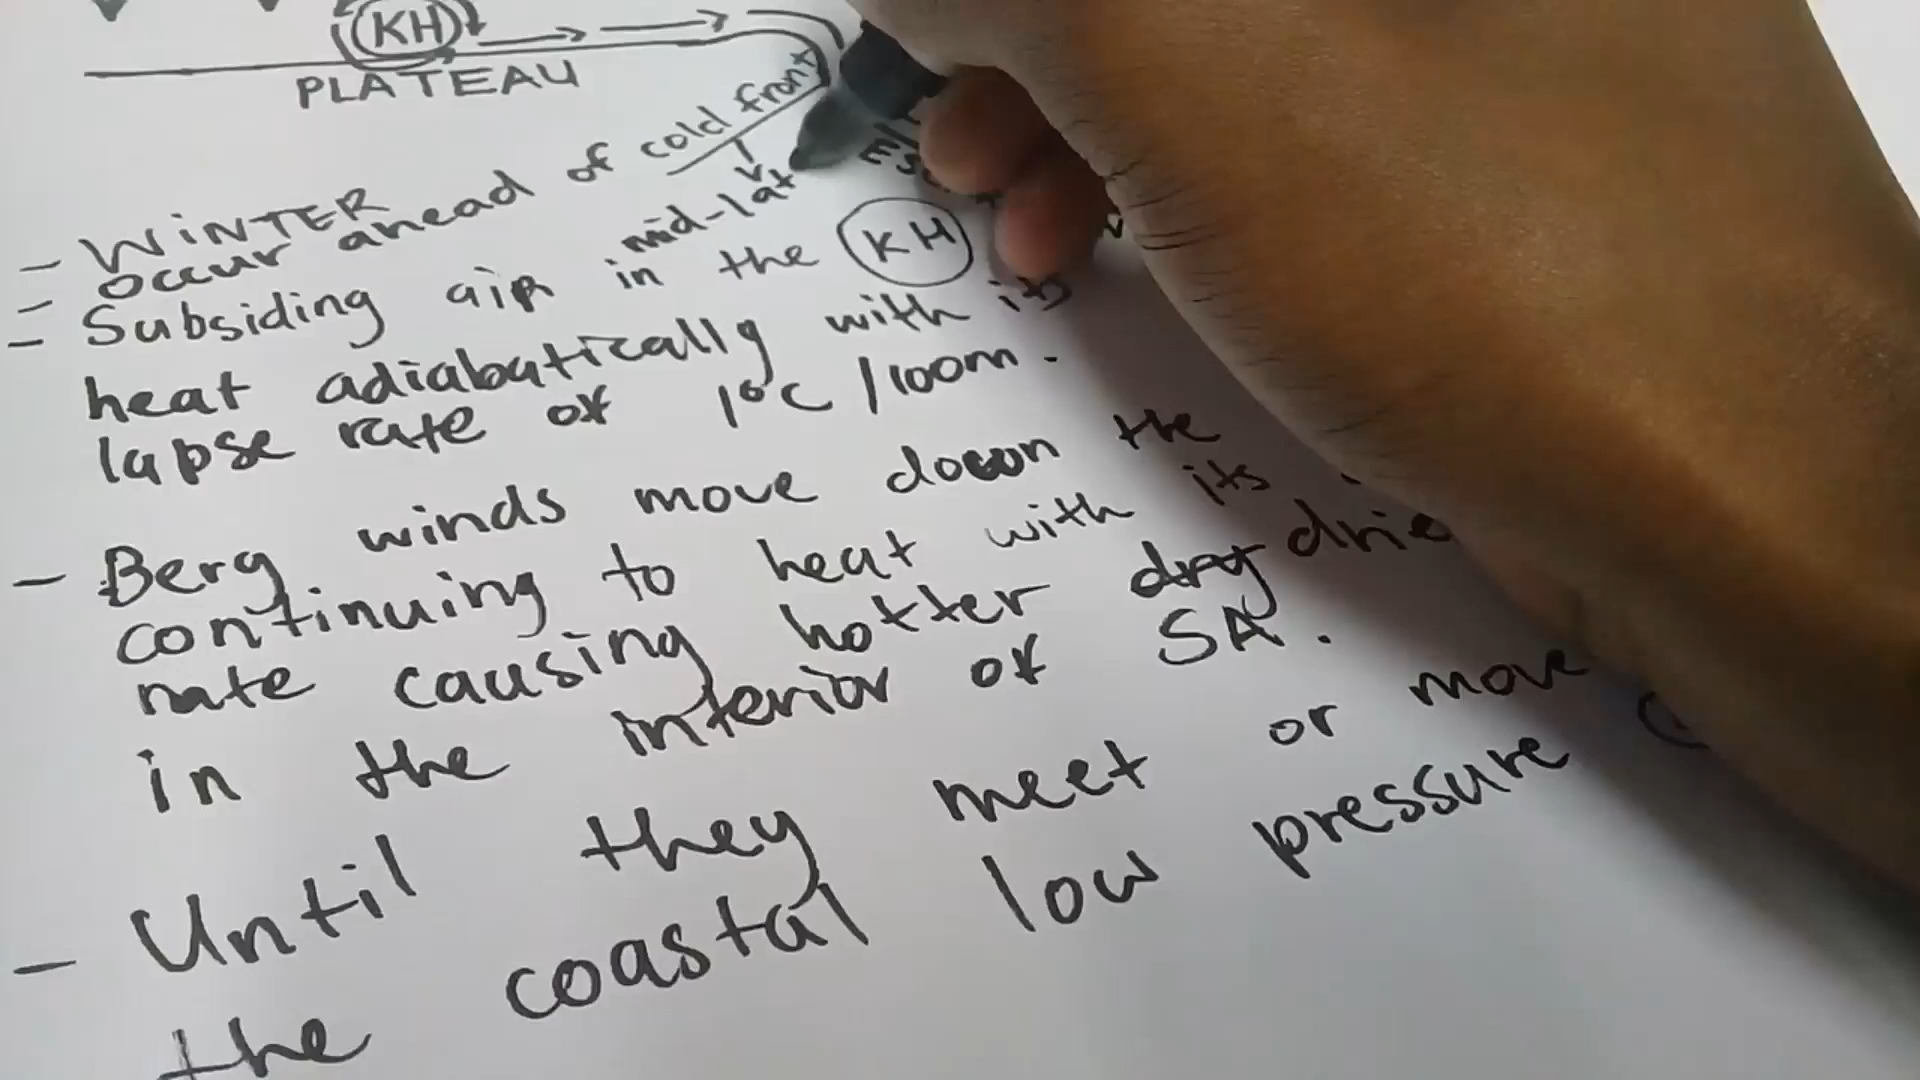 KH
PLATEAU
- WINTER
- occur ahead of cold front
mid-lat
- Subsiding air in the KH
heat adiabatically with its
lapse rate of 1°C /100m.
- Berg winds move down the
continuing to heat with its
rate causing hotter dry
in the interior of SA.
- Until they meet or move
the coastal low pressure